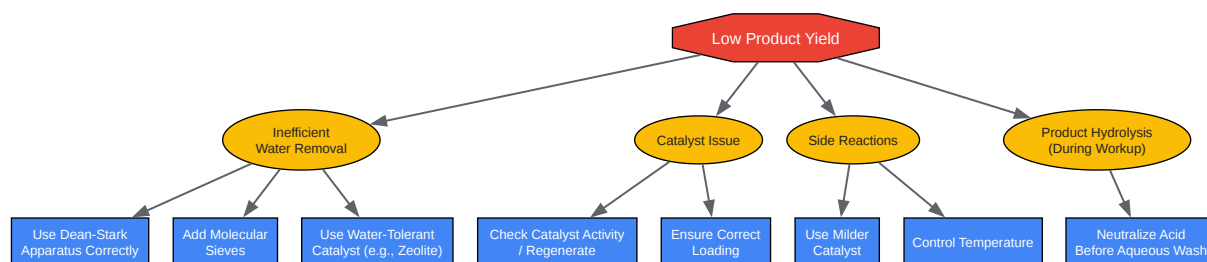 Low Product Yield
Inefficient
Water Removal
Catalyst Issue
Side Reactions
Product Hydrolysis
(During Workup)
Use Dean-Stark
Apparatus Correctly
Add Molecular
Sieves
Use Water-Tolerant
Catalyst (e.g., Zeolite)
Check Catalyst Activity
/ Regenerate
Ensure Correct
Loading
Use Milder
Catalyst
Control Temperature
Neutralize Acid
Before Aqueous Wash